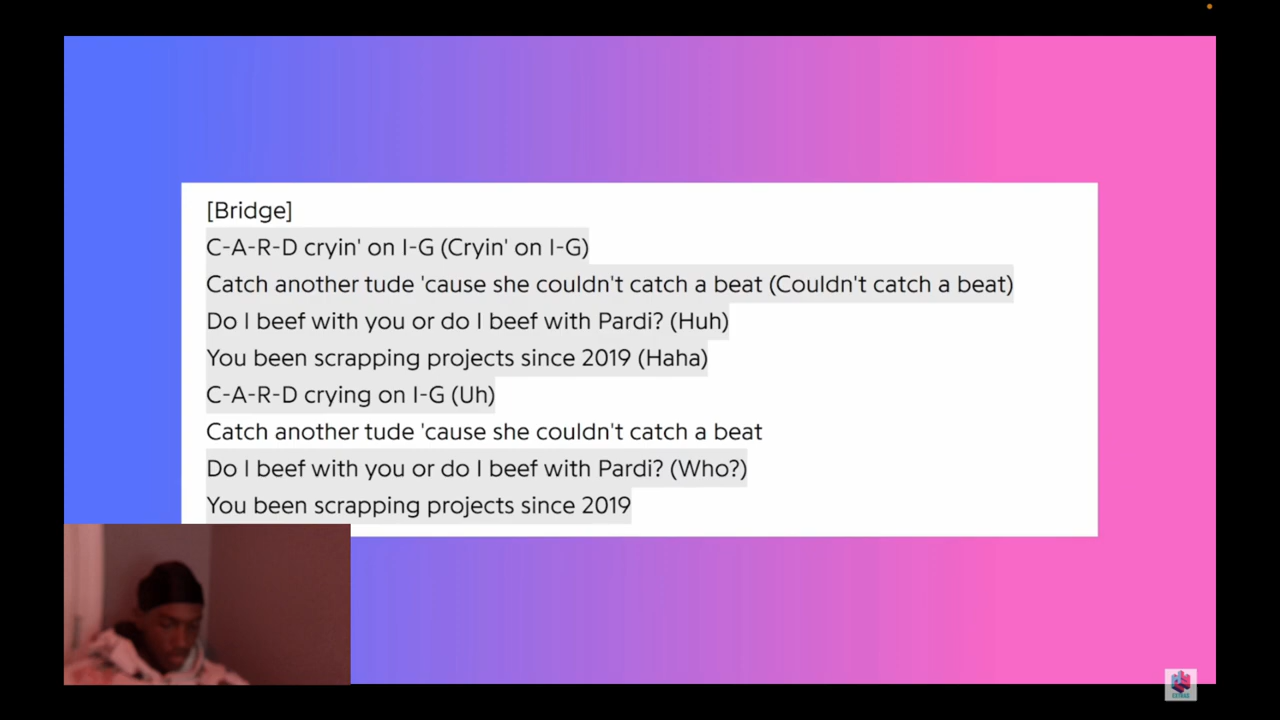 [Bridge]
C-A-R-D cryin' on I-G (Cryin' on I-G)
Catch another tude 'cause she couldn't catch a beat (Couldn't catch a beat)
Do I beef with you or do I beef with Pardi? (Huh)
You been scrapping projects since 2019 (Haha)
C-A-R-D crying on I-G (Uh)
Catch another tude 'cause she couldn't catch a beat
Do I beef with you or do I beef with Pardi? (Who?)
You been scrapping projects since 2019